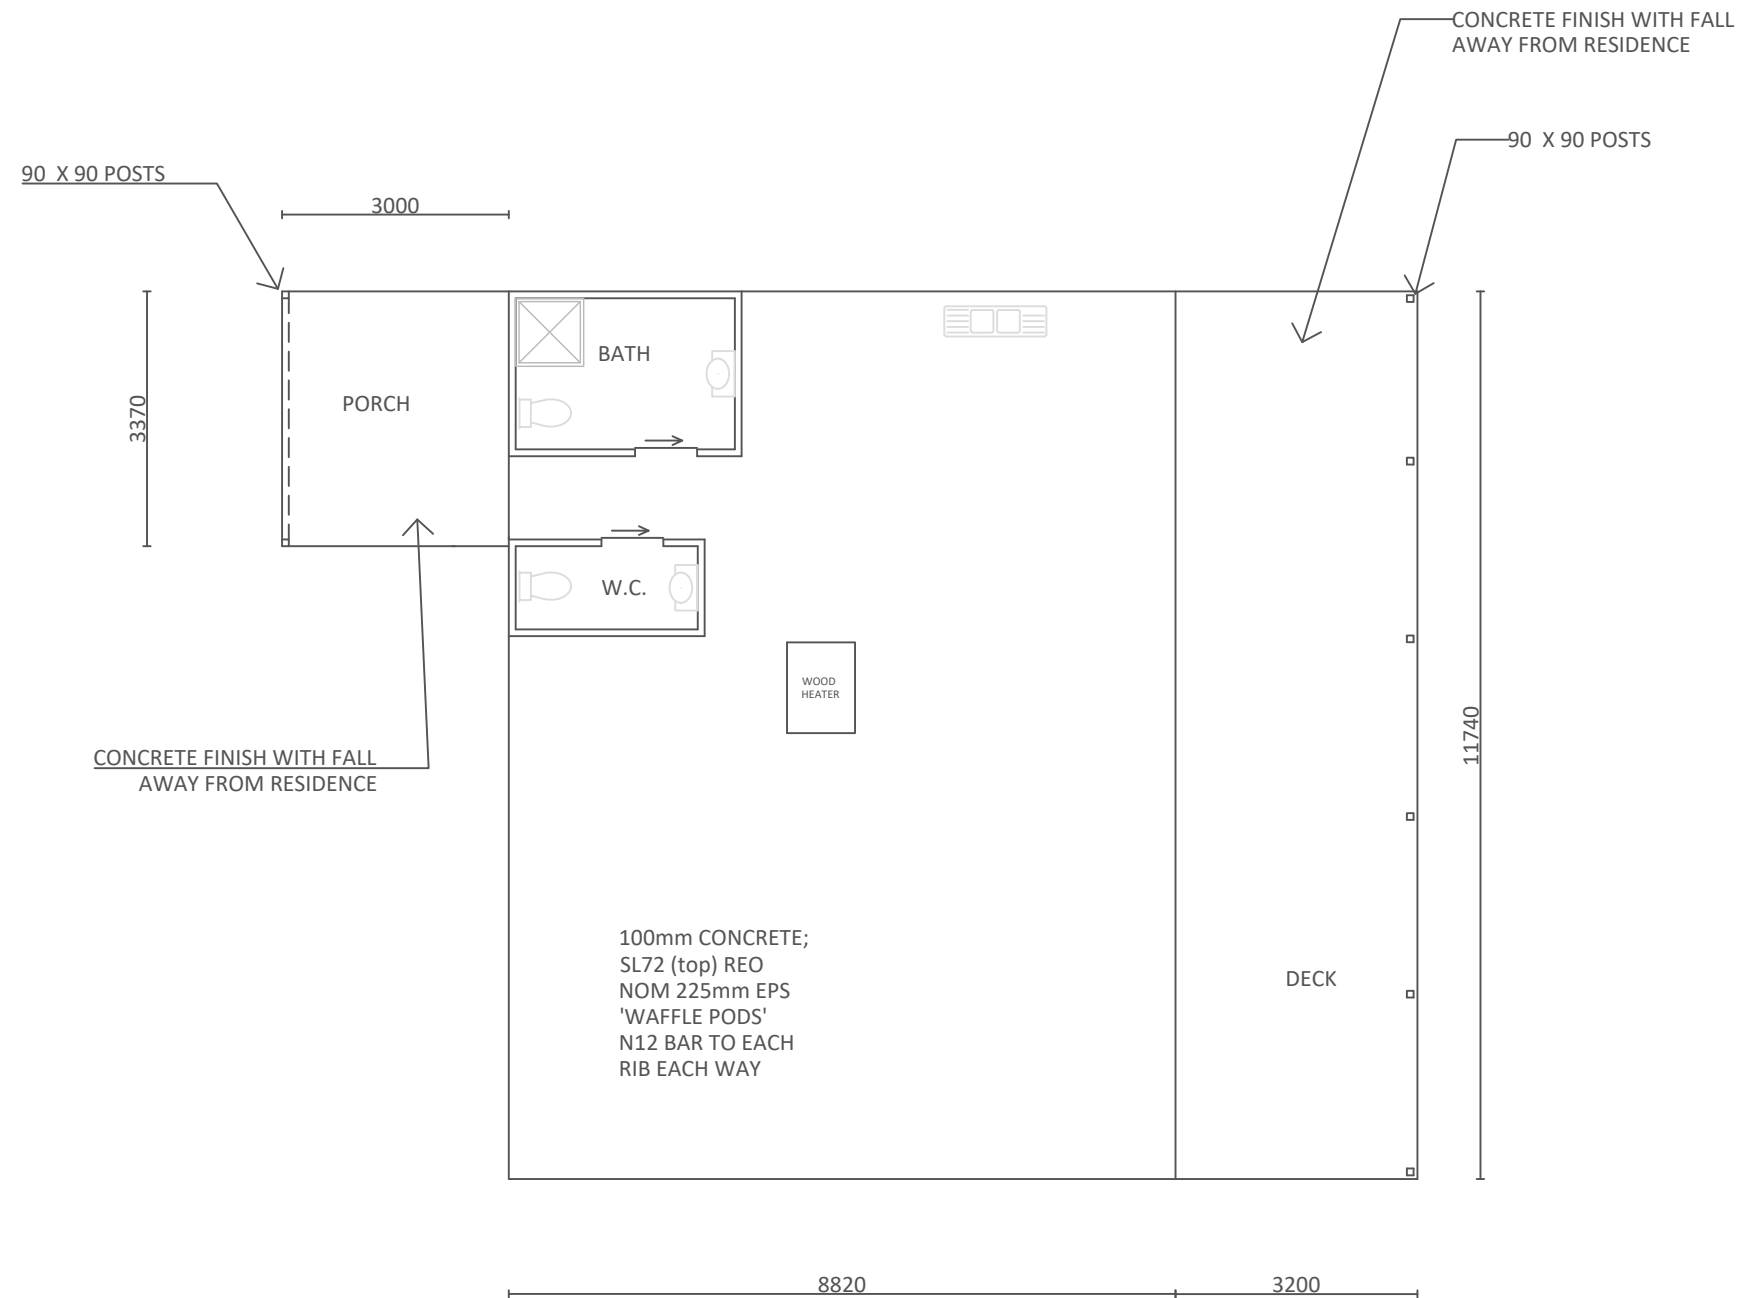 CONCRETE FINISH WITH FALL
AWAY FROM RESIDENCE
90 X 90 POSTS
90 X 90 POSTS
3000
BATH
PORCH
3370
W.C.
WOOD
HEATER
11740
CONCRETE FINISH WITH FALL
AWAY FROM RESIDENCE
100mm CONCRETE;
SL72 (top) REO
NOM 225mm EPS
'WAFFLE PODS'
N12 BAR TO EACH
RIB EACH WAY
DECK
8820
3200